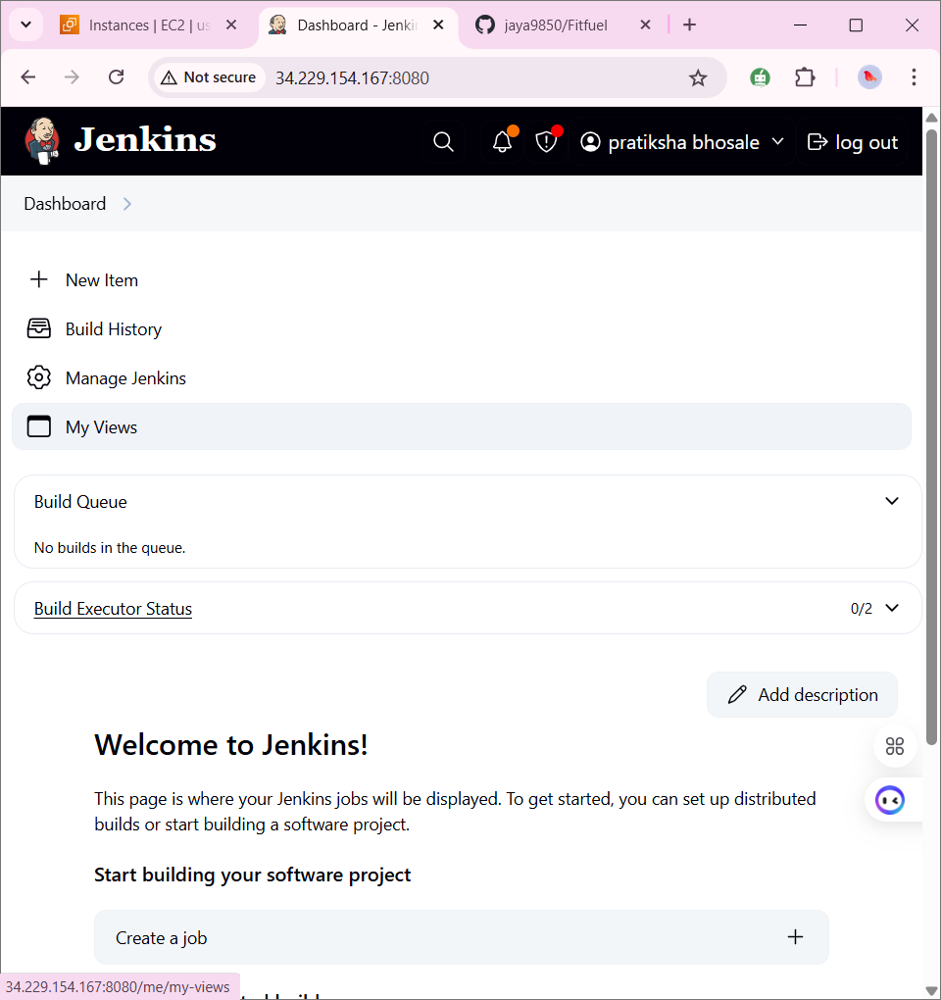 Instances | EC2 | us
Dashboard - Jenkin
jaya9850/Fitfuel
Not secure
34.229.154.167:8080
Jenkins
pratiksha bhosale
log out
Dashboard
New Item
Build History
Manage Jenkins
My Views
Build Queue
No builds in the queue.
Build Executor Status
0/2
Add description
Welcome to Jenkins!
This page is where your Jenkins jobs will be displayed. To get started, you can set up distributed
builds or start building a software project.
Start building your software project
Create a job
34.229.154.167:8080/me/my-views